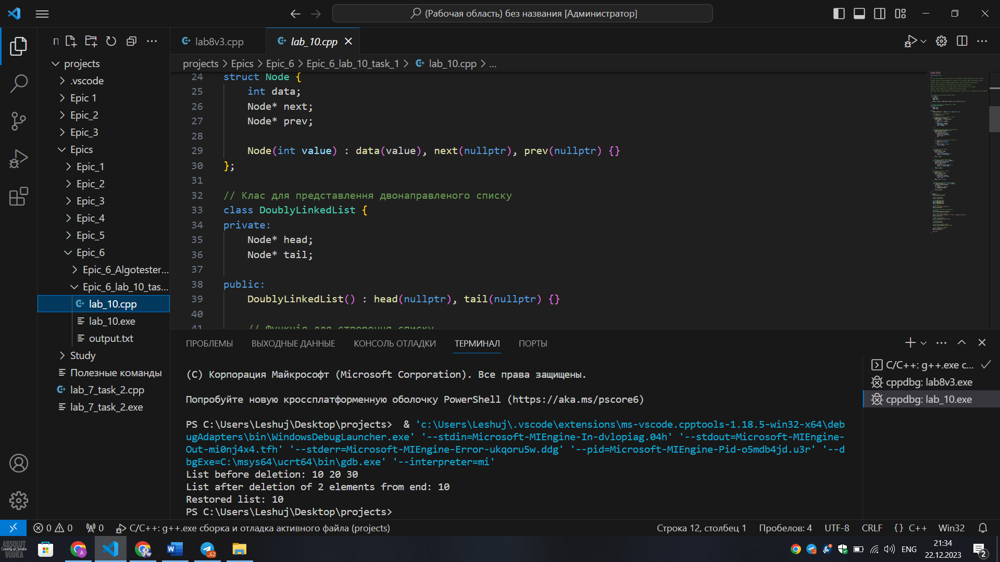 (Рабочая область) без названия [Администратор]
П
lab8v3.cpp
lab_10.cpp
projects > Epics > Epic_6 > Epic_6_lab_10_task_1 > lab_10.cpp > ...
projects
.vscode
Epic 1
Epic_2
Epic_3
Epics
Epic_1
Epic_2
Epic_3
Epic_4
Epic_5
Epic_6
Epic_6_Algotester...
Epic_6_lab_10_tas...
lab_10.cpp
lab_10.exe
output.txt
Study
Полезные команды
lab_7_task_2.cpp
lab_7_task_2.exe
24 struct Node {
25 int data;
26 Node* next;
27 Node* prev;
28
29 Node(int value) : data(value), next(nullptr), prev(nullptr) {}
30 };
31
32 // Клас для представлення двонаправленого списку
33 class DoublyLinkedList {
34 private:
35 Node* head;
36 Node* tail;
37
38 public:
39 DoublyLinkedList() : head(nullptr), tail(nullptr) {}
40
41 // Функція для створення списку
ПРОБЛЕМЫ ВЫХОДНЫЕ ДАННЫЕ КОНСОЛЬ ОТЛАДКИ ТЕРМИНАЛ ПОРТЫ
(C) Корпорация Майкрософт (Microsoft Corporation). Все права защищены.
Попробуйте новую кроссплатформенную оболочку PowerShell (https://aka.ms/pscore6)
PS C:\Users\Leshuj\Desktop\projects> & 'c:\Users\Leshuj\.vscode\extensions\ms-vscode.cpptools-1.18.5-win32-x64\deb
ugAdapters\bin\WindowsDebugLauncher.exe' '--stdin=Microsoft-MIEngine-In-dvlopiag.04h' '--stdout=Microsoft-MIEngine-
Out-mi0nj4x4.tfh' '--stderr=Microsoft-MIEngine-Error-ukqoru5w.ddg' '--pid=Microsoft-MIEngine-Pid-o5mdb4jd.u3r' '--d
bgExe=C:\msys64\ucrt64\bin\gdb.exe' '--interpreter=mi'
List before deletion: 10 20 30
List after deletion of 2 elements from end: 10
Restored list: 10
PS C:\Users\Leshuj\Desktop\projects>
C/C++: g++.exe c...
cppdbg: lab8v3.exe
cppdbg: lab_10.exe
0 0 0 C/C++: g++.exe сборка и отладка активного файла (projects)
Строка 12, столбец 1 Пробелов: 4 UTF-8 CRLF {} C++ Win32
ABSOLUT
Country of Sweden
VODKA
62
ENG
21:34
22.12.2023
2